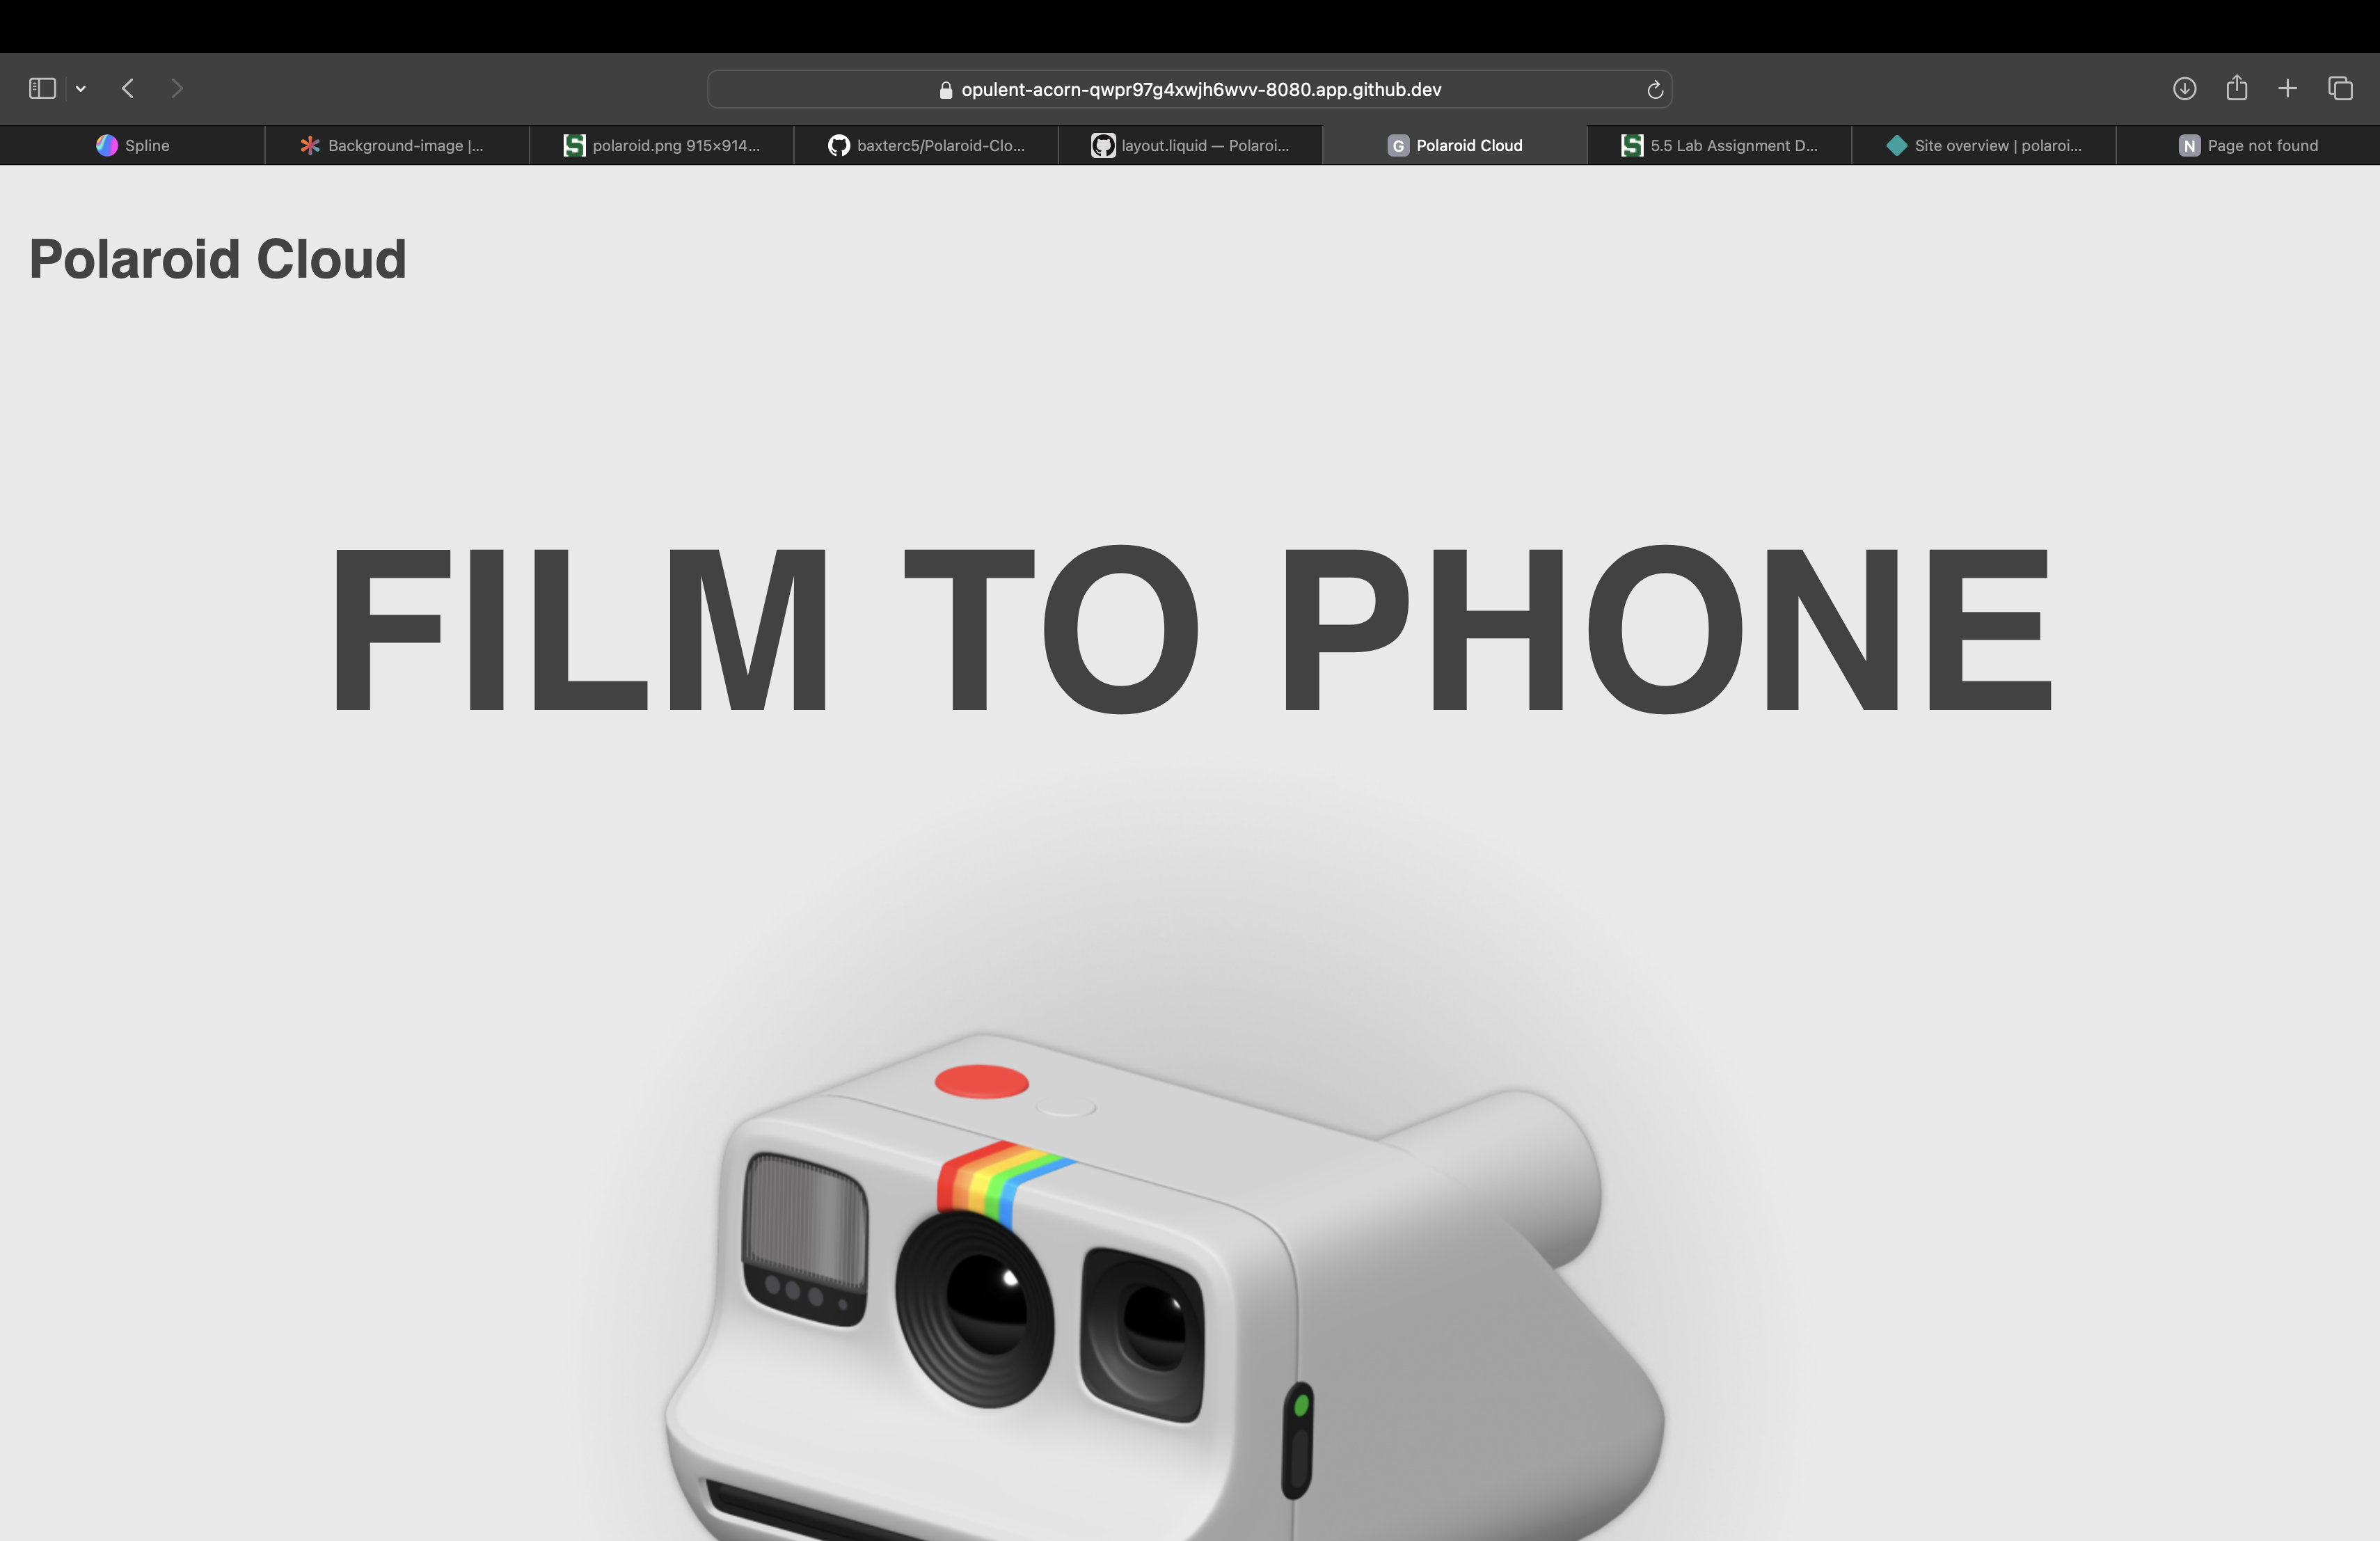 opulent-acorn-qwpr97g4xwjh6wvv-8080.app.github.dev
Spline
Background-image |...
polaroid.png 915×914...
baxterc5/Polaroid-Clo...
layout.liquid — Polaroi...
G Polaroid Cloud
S 5.5 Lab Assignment D...
Site overview | polaroi...
N Page not found
Polaroid Cloud
FILM TO PHONE